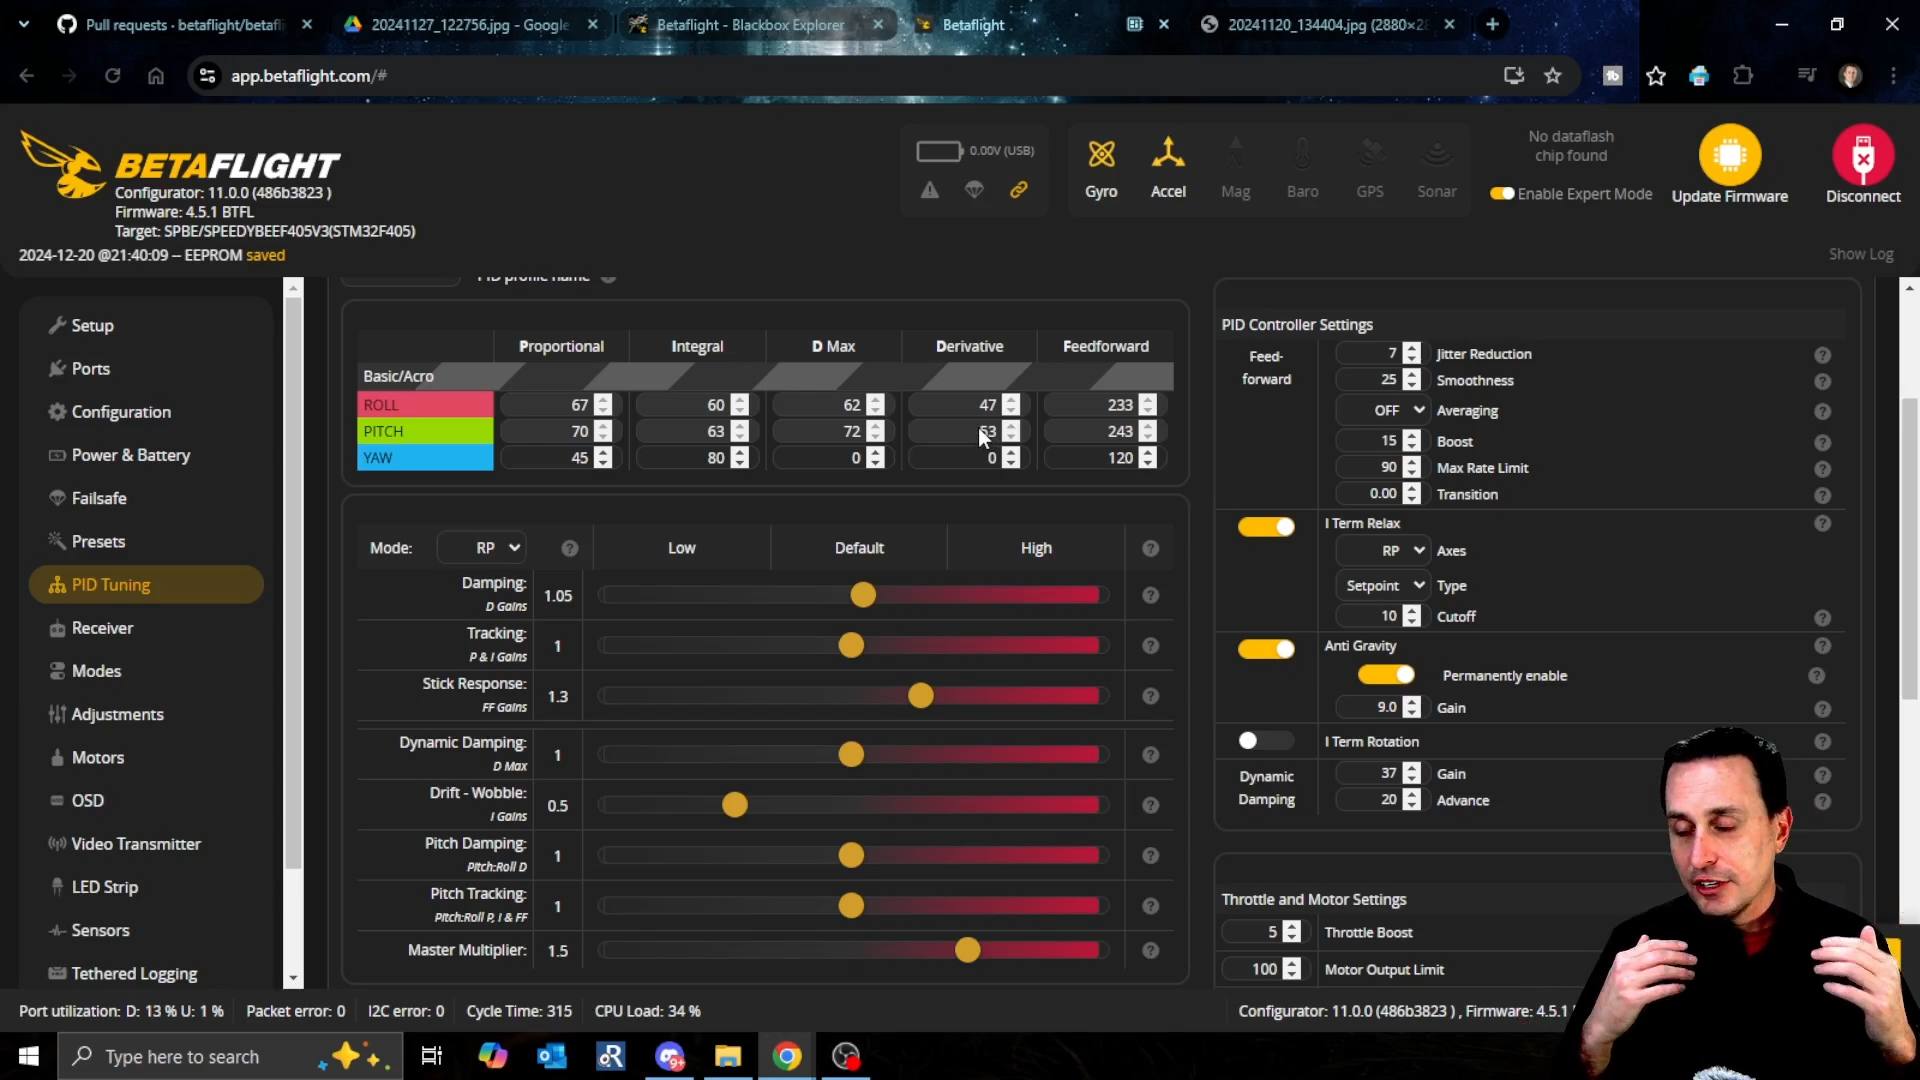 Pull requests - betaflight/betafl
20241127_122756.jpg - Google
Betaflight - Blackbox Explorer
Betaflight
20241120_134404.jpg (2880×28
app.betaflight.com/#
BETAFLIGHT
Configurator: 11.0.0 (486b3823 )
Firmware: 4.5.1 BTFL
Target: SPBE/SPEEDYBEEF405V3(STM32F405)
0.00V (USB)
Gyro
Accel
Mag
Baro
GPS
Sonar
No dataflash
chip found
Enable Expert Mode
Update Firmware
Disconnect
2024-12-20 @21:40:09 -- EEPROM saved
Show Log
Setup
Ports
Configuration
Power & Battery
Failsafe
Presets
PID Tuning
Receiver
Modes
Adjustments
Motors
OSD
Video Transmitter
LED Strip
Sensors
Tethered Logging
PID profile name
Proportional Integral D Max Derivative Feedforward
Basic/Acro
ROLL 67 60 62 47 233
PITCH 70 63 72 53 243
YAW 45 80 0 0 120
Mode: RP Low Default High
Damping:
D Gains
1.05
Tracking:
P & I Gains
1
Stick Response:
FF Gains
1.3
Dynamic Damping:
D Max
1
Drift - Wobble:
I Gains
0.5
Pitch Damping:
Pitch:Roll D
1
Pitch Tracking:
Pitch:Roll P, I & FF
1
Master Multiplier: 1.5
PID Controller Settings
Feed-
forward
7 Jitter Reduction
25 Smoothness
OFF Averaging
15 Boost
90 Max Rate Limit
0.00 Transition
I Term Relax
RP Axes
Setpoint Type
10 Cutoff
Anti Gravity
Permanently enable
9.0 Gain
I Term Rotation
Dynamic
Damping
37 Gain
20 Advance
Throttle and Motor Settings
5 Throttle Boost
100 Motor Output Limit
Port utilization: D: 13 % U: 1 % Packet error: 0 I2C error: 0 Cycle Time: 315 CPU Load: 34 %
Configurator: 11.0.0 (486b3823 ) , Firmware: 4.5.1
Type here to search
9+